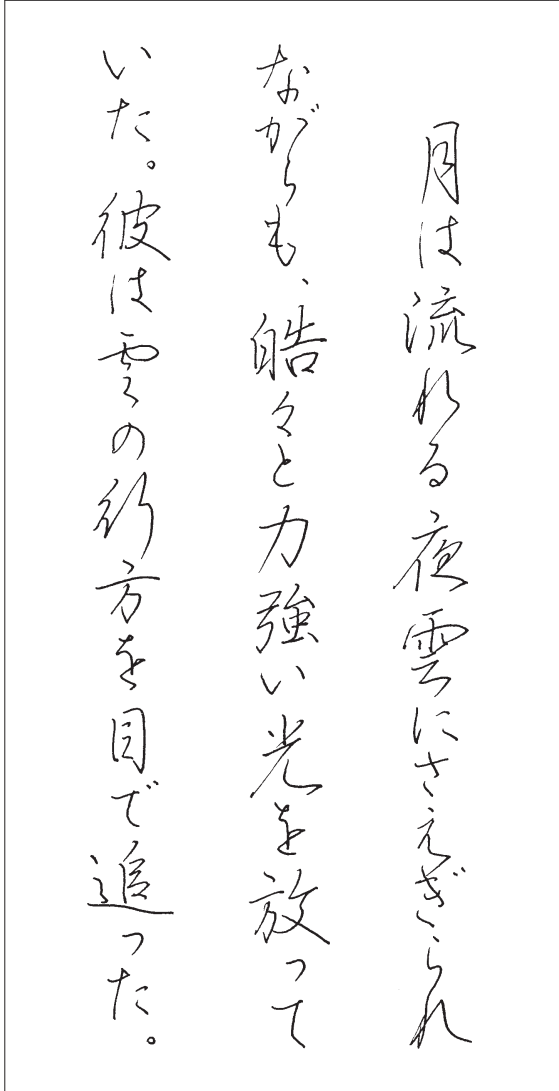 月は流れる夜雲にさえぎられ
ながらも、皓々と力強い光を放って
いた。彼は雲の行方を目で追った。